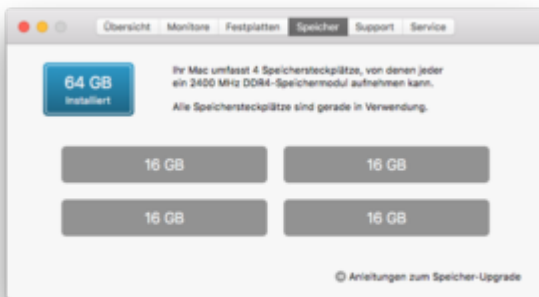 Übersicht Monitore Festplatten Speicher Support Service
64 GB
Installiert
Ihr Mac umfasst 4 Speichersteckplätze, von denen jeder
ein 2400 MHz DDR4-Speichermodul aufnehmen kann.
Alle Speichersteckplätze sind gerade in Verwendung.
16 GB 16 GB
16 GB 16 GB
Anleitungen zum Speicher-Upgrade